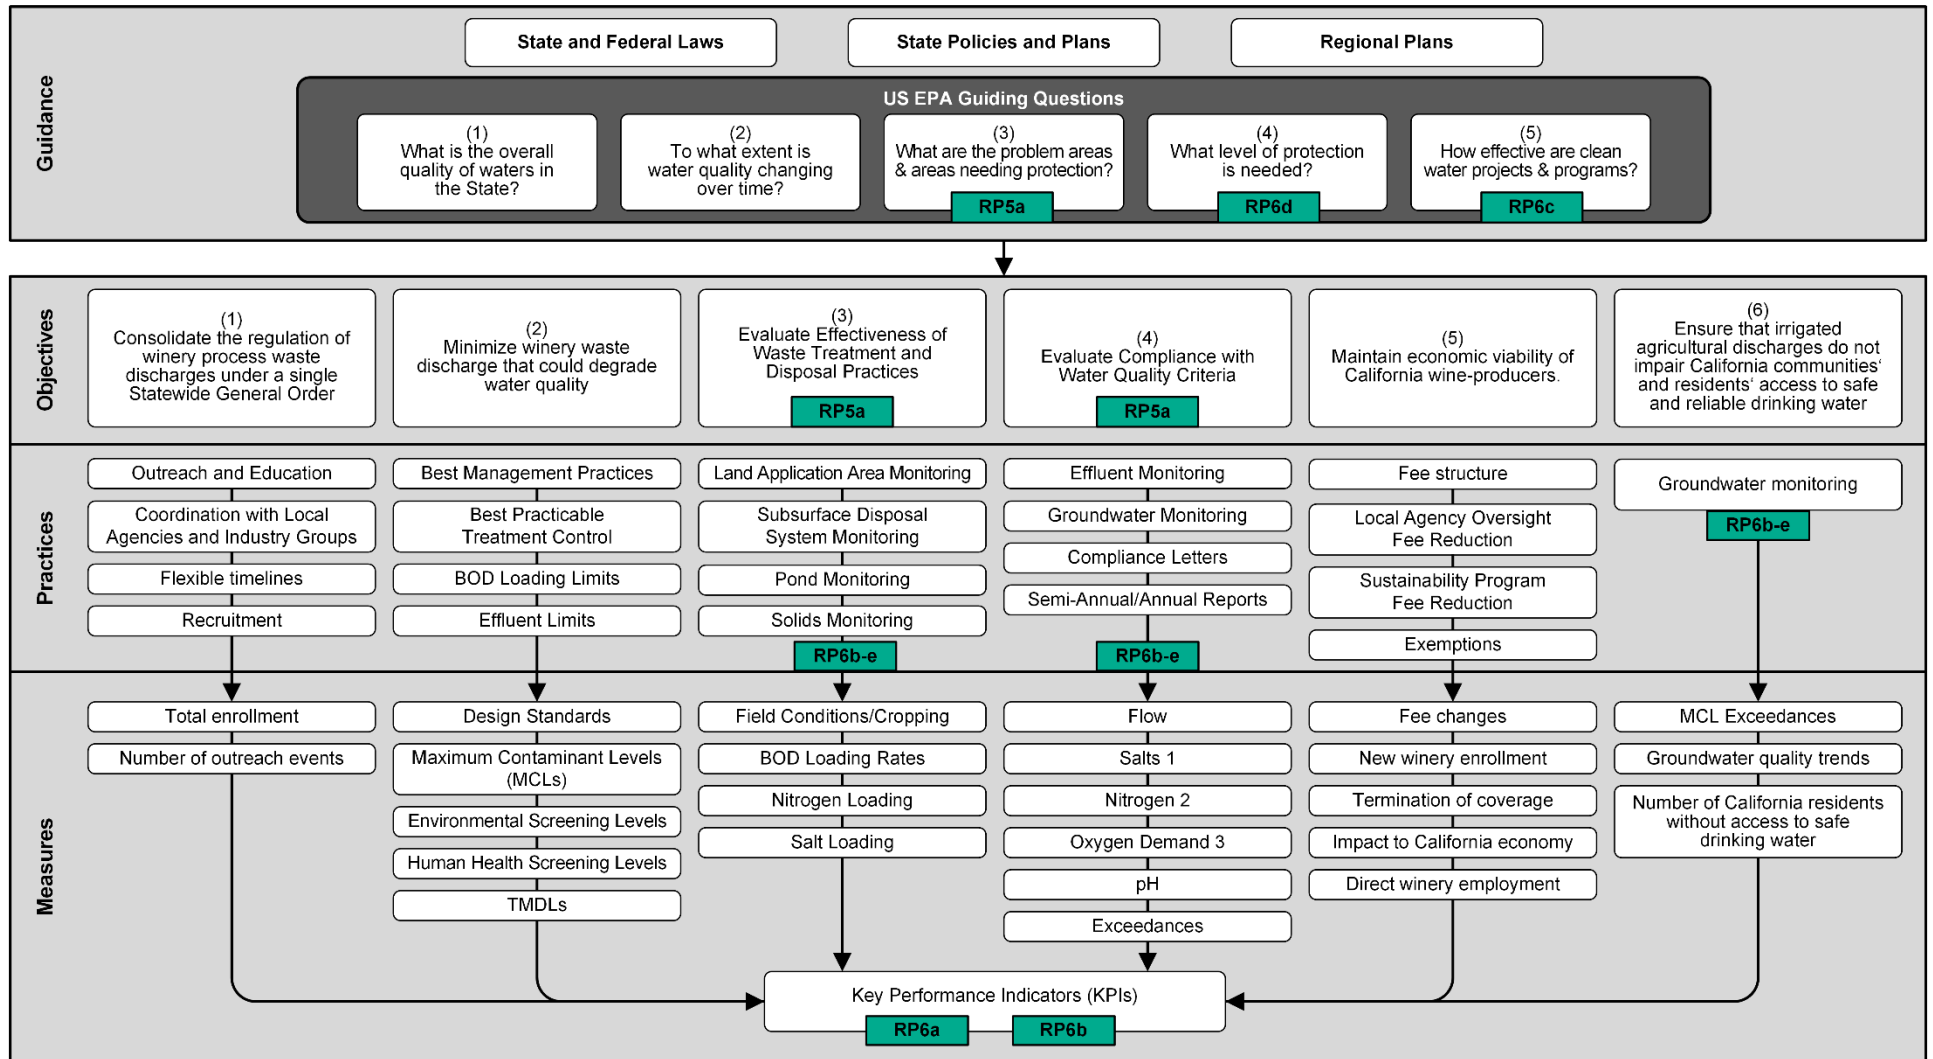 Guidance
State and Federal Laws
State Policies and Plans
Regional Plans
US EPA Guiding Questions
(1)
What is the overall
quality of waters in
the State?
(2)
To what extent is
water quality changing
over time?
(3)
What are the problem areas
& areas needing protection?
RP5a
(4)
What level of protection
is needed?
RP6d
(5)
How effective are clean
water projects & programs?
RP6c
Objectives
(1)
Consolidate the regulation of
winery process waste
discharges under a single
Statewide General Order
(2)
Minimize winery waste
discharge that could degrade
water quality
(3)
Evaluate Effectiveness of
Waste Treatment and
Disposal Practices
RP5a
(4)
Evaluate Compliance with
Water Quality Criteria
RP5a
(5)
Maintain economic viability of
California wine-producers.
(6)
Ensure that irrigated
agricultural discharges do not
impair California communities‘
and residents‘ access to safe
and reliable drinking water
Practices
Outreach and Education
Coordination with Local
Agencies and Industry Groups
Flexible timelines
Recruitment
Best Management Practices
Best Practicable
Treatment Control
BOD Loading Limits
Effluent Limits
Land Application Area Monitoring
Subsurface Disposal
System Monitoring
Pond Monitoring
Solids Monitoring
RP6b-e
Effluent Monitoring
Groundwater Monitoring
Compliance Letters
Semi-Annual/Annual Reports
RP6b-e
Fee structure
Local Agency Oversight
Fee Reduction
Sustainability Program
Fee Reduction
Exemptions
Groundwater monitoring
RP6b-e
Measures
Total enrollment
Number of outreach events
Design Standards
Maximum Contaminant Levels
(MCLs)
Environmental Screening Levels
Human Health Screening Levels
TMDLs
Field Conditions/Cropping
BOD Loading Rates
Nitrogen Loading
Salt Loading
Flow
Salts 1
Nitrogen 2
Oxygen Demand 3
pH
Exceedances
Fee changes
New winery enrollment
Termination of coverage
Impact to California economy
Direct winery employment
MCL Exceedances
Groundwater quality trends
Number of California residents
without access to safe
drinking water
Key Performance Indicators (KPIs)
RP6a
RP6b